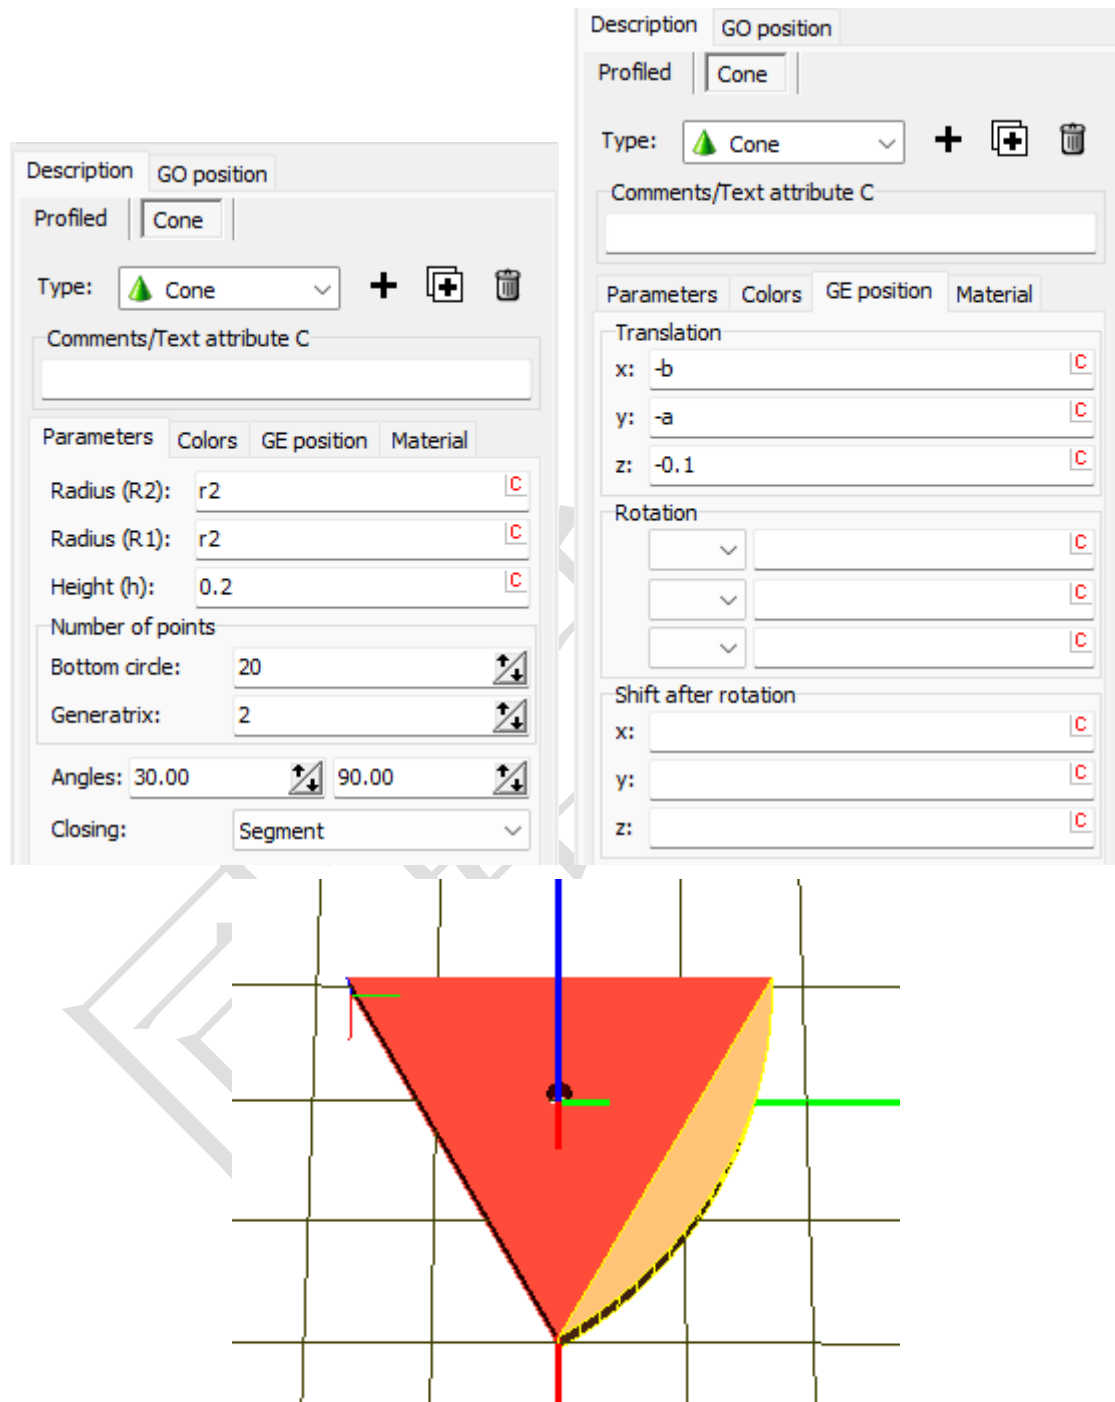 Description GO position
Profiled Cone
Type: Cone
Comments/Text attribute C
Parameters Colors GE position Material
Radius (R2): r2 C
Radius (R1): r2 C
Height (h): 0.2 C
Number of points
Bottom circle: 20
Generatrix: 2
Angles: 30.00 90.00
Closing: Segment
Description GO position
Profiled Cone
Type: Cone
Comments/Text attribute C
Parameters Colors GE position Material
Translation
x: -b C
y: -a C
z: -0.1 C
Rotation
C
C
C
Shift after rotation
x: C
y: C
z: C